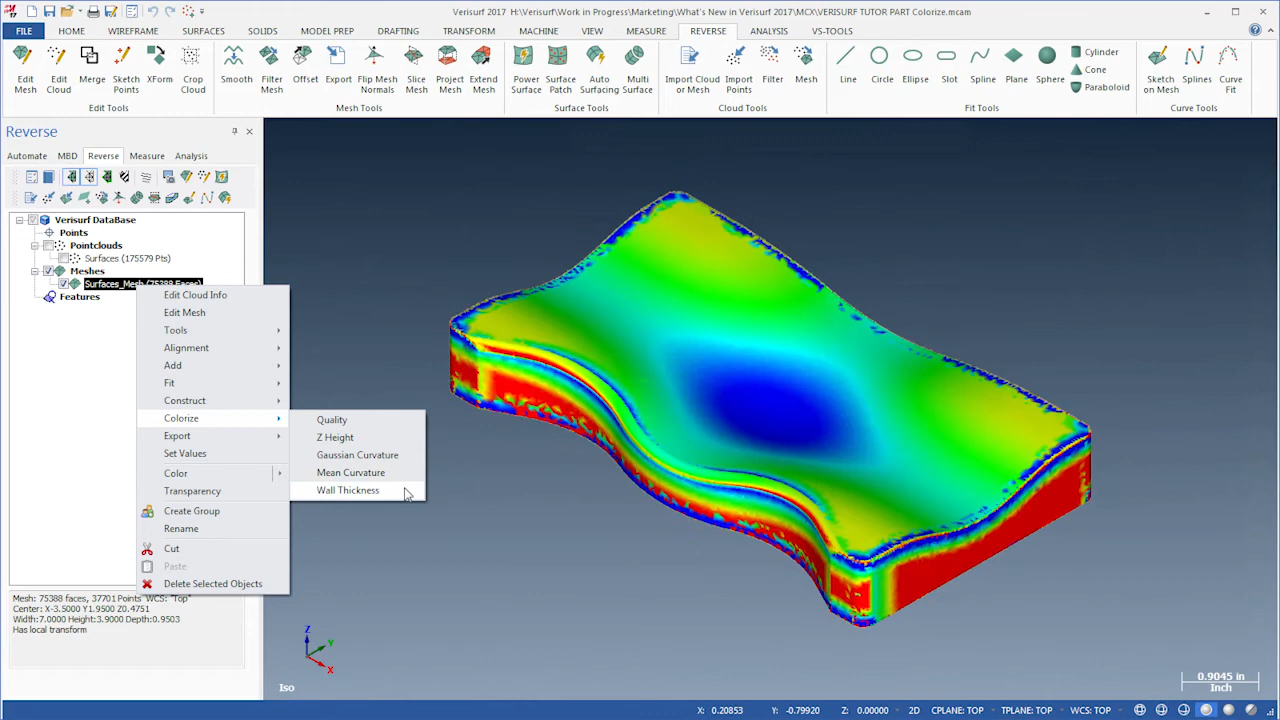 Verisurf 2017 H:\Verisurf\Work in Progress\Marketing\What's New in Verisurf 2017\MCX\VERISURF TUTOR PART Colorize.mcam
FILE HOME WIREFRAME SURFACES SOLIDS MODEL PREP DRAFTING TRANSFORM MACHINE VIEW MEASURE REVERSE ANALYSIS VS-TOOLS
Edit Mesh
Edit Cloud
Merge
Sketch Points
XForm
Crop Cloud
Edit Tools
Smooth
Filter Mesh
Offset
Export
Flip Mesh Normals
Slice Mesh
Project Mesh
Extend Mesh
Mesh Tools
Power Surface
Surface Patch
Auto Surfacing
Multi Surface
Surface Tools
Import Cloud or Mesh
Import Points
Filter
Mesh
Cloud Tools
Line
Circle
Ellipse
Slot
Spline
Plane
Sphere
Cylinder
Cone
Paraboloid
Fit Tools
Sketch on Mesh
Splines
Curve Fit
Curve Tools
Reverse
Automate MBD Reverse Measure Analysis
Verisurf DataBase
Points
Pointclouds
Surfaces (175579 Pts)
Meshes
Surfaces_Mesh (75388 Faces)
Features
Edit Cloud Info
Edit Mesh
Tools
Alignment
Add
Fit
Construct
Colorize
Export
Set Values
Color
Transparency
Create Group
Rename
Cut
Paste
Delete Selected Objects
Quality
Z Height
Gaussian Curvature
Mean Curvature
Wall Thickness
Mesh: 75388 faces, 37701 Points WCS: "Top"
Center: X-3.5000 Y1.9500 Z0.4751
Width:7.0000 Height:3.9000 Depth:0.9503
Has local transform
Z
Y
X
Iso
0.9045 in
Inch
X: 0.20853 Y: -0.79920 Z: 0.00000 2D CPLANE: TOP TPLANE: TOP WCS: TOP